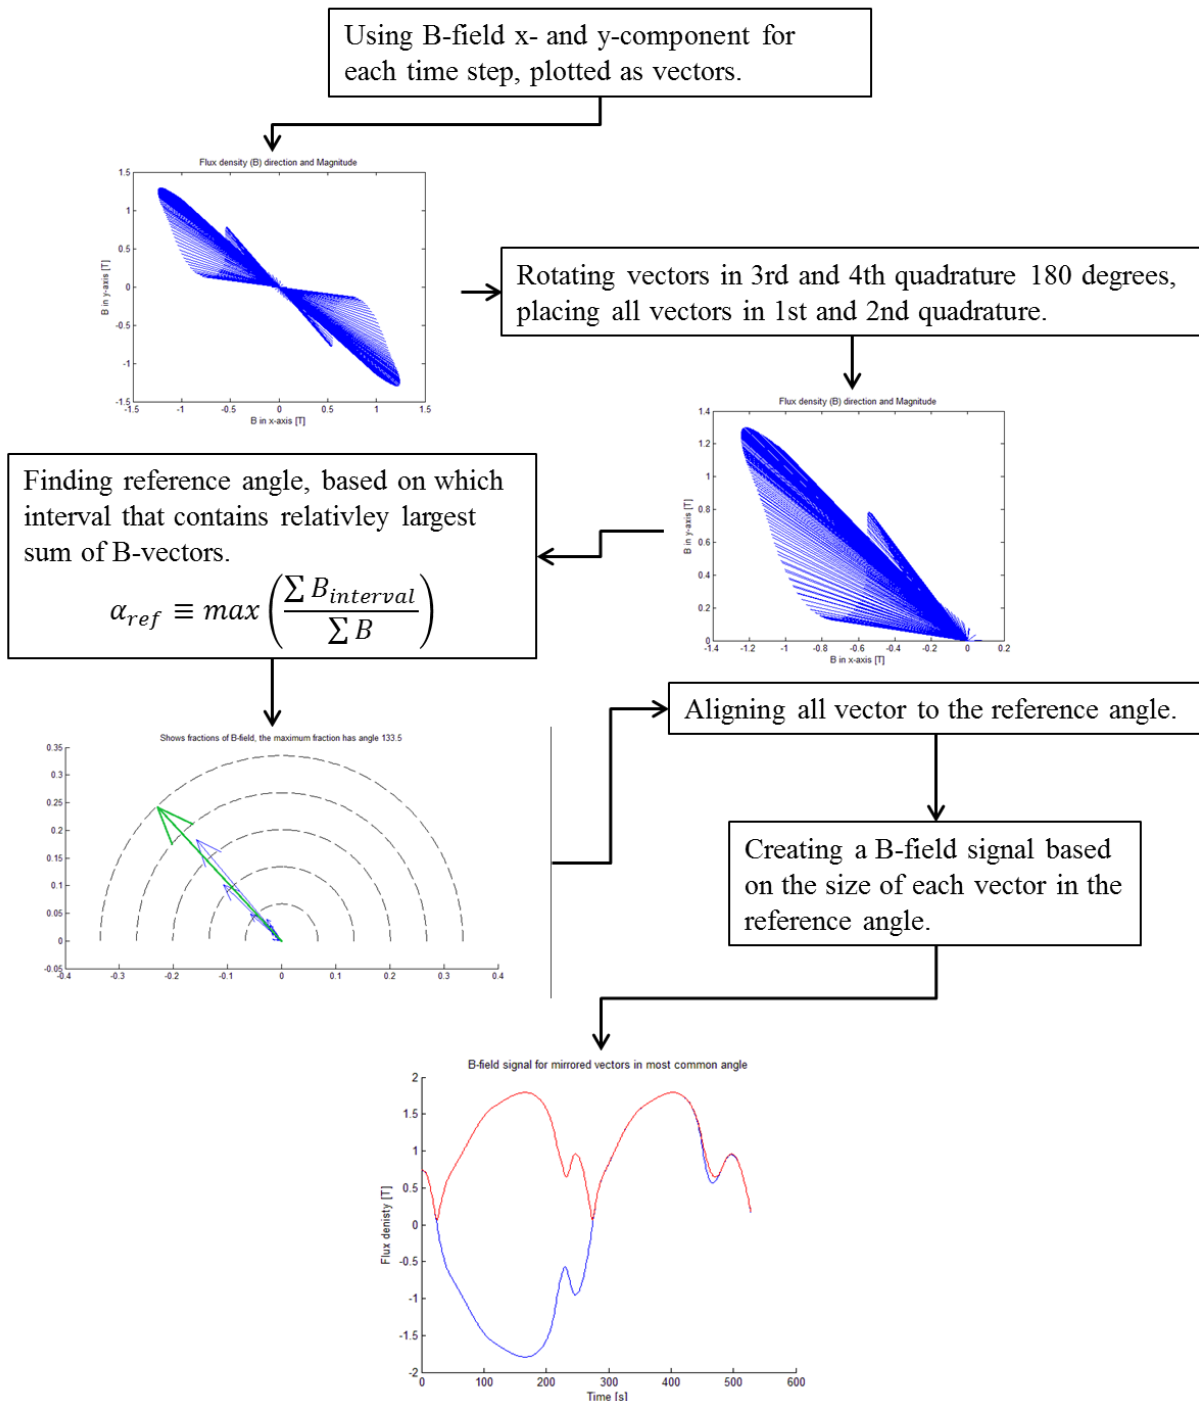 Using B-field x- and y-component for
each time step, plotted as vectors.
Flux density (B) direction and Magnitude
1.5
1
0.5
0
-0.5
-1
-1.5
B in y-axis [T]
-1.5 -1 -0.5 0 0.5 1 1.5
B in x-axis [T]
Rotating vectors in 3rd and 4th quadrature 180 degrees,
placing all vectors in 1st and 2nd quadrature.
Flux density (B) direction and Magnitude
1.4
1.2
1
0.8
0.6
0.4
0.2
0
B in y-axis [T]
-1.4 -1.2 -1 -0.8 -0.6 -0.4 -0.2 0 0.2
B in x-axis [T]
Finding reference angle, based on which
interval that contains relativley largest
sum of B-vectors.
α_ref ≡ max(∑ B_interval / ∑ B)
Shows fractions of B-field, the maximum fraction has angle 133.5
0.35
0.3
0.25
0.2
0.15
0.1
0.05
0
-0.05
-0.4 -0.3 -0.2 -0.1 0 0.1 0.2 0.3 0.4
Aligning all vector to the reference angle.
Creating a B-field signal based
on the size of each vector in the
reference angle.
B-field signal for mirrored vectors in most common angle
2
1.5
1
0.5
0
-0.5
-1
-1.5
-2
Flux denisty [T]
0 100 200 300 400 500 600
Time [s]